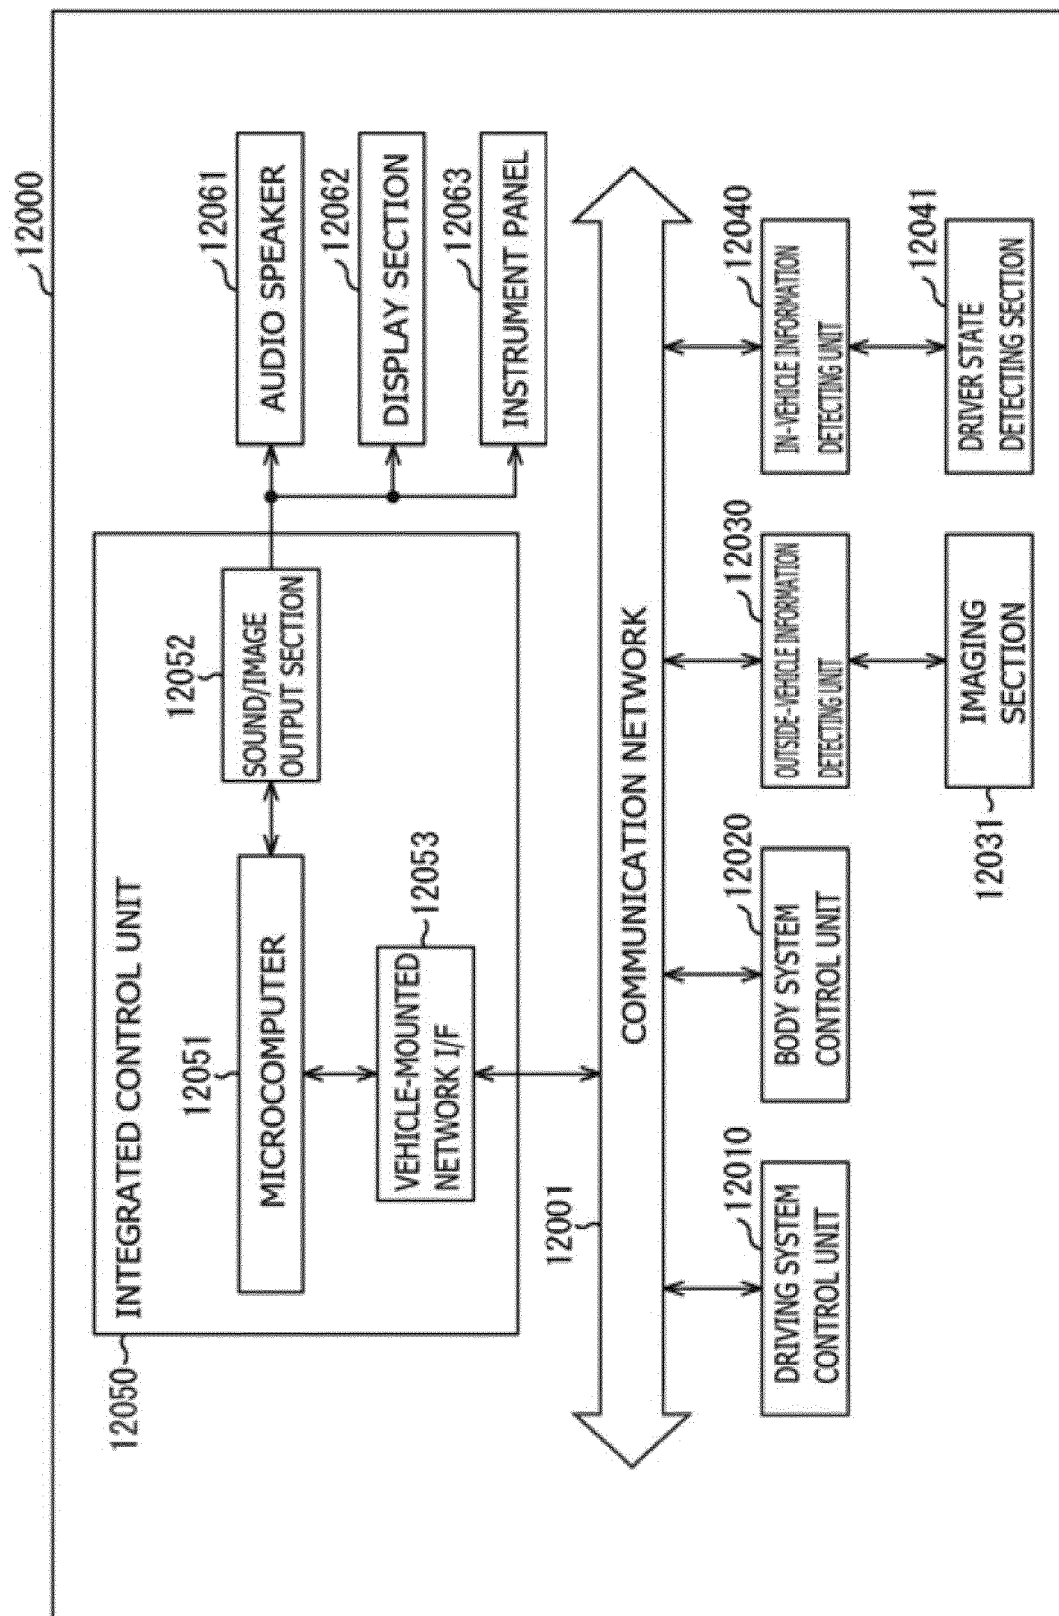 12000
12050
INTEGRATED CONTROL UNIT
12051
MICROCOMPUTER
12052
SOUND/IMAGE
OUTPUT SECTION
12053
VEHICLE-MOUNTED
NETWORK I/F
12061
AUDIO SPEAKER
12062
DISPLAY SECTION
12063
INSTRUMENT PANEL
12001
COMMUNICATION NETWORK
12010
DRIVING SYSTEM
CONTROL UNIT
12020
BODY SYSTEM
CONTROL UNIT
12030
OUTSIDE-VEHICLE INFORMATION
DETECTING UNIT
12040
IN-VEHICLE INFORMATION
DETECTING UNIT
12031
IMAGING
SECTION
12041
DRIVER STATE
DETECTING SECTION